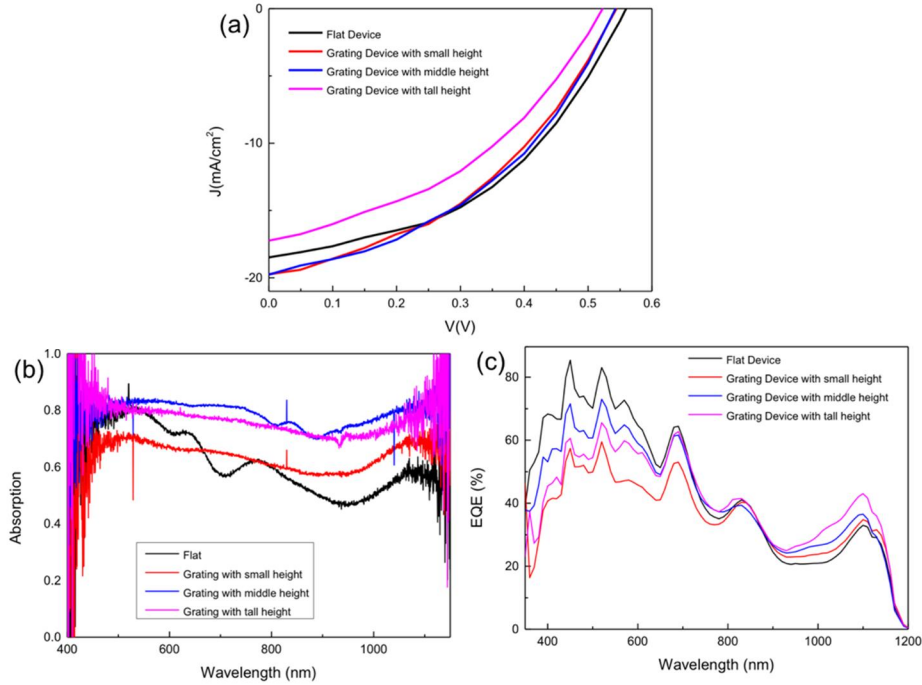 (a)
0
-10
-20
J(mA/cm²)
Flat Device
Grating Device with small height
Grating Device with middle height
Grating Device with tall height
0.0 0.1 0.2 0.3 0.4 0.5 0.6
V(V)
(b)
1.0
0.8
0.6
0.4
0.2
0.0
Absorption
Flat
Grating with small height
Grating with middle height
Grating with tall height
400 600 800 1000
Wavelength (nm)
(c)
80
60
40
20
0
EQE (%)
Flat Device
Grating Device with small height
Grating Device with middle height
Grating Device with tall height
400 600 800 1000 1200
Wavelength (nm)